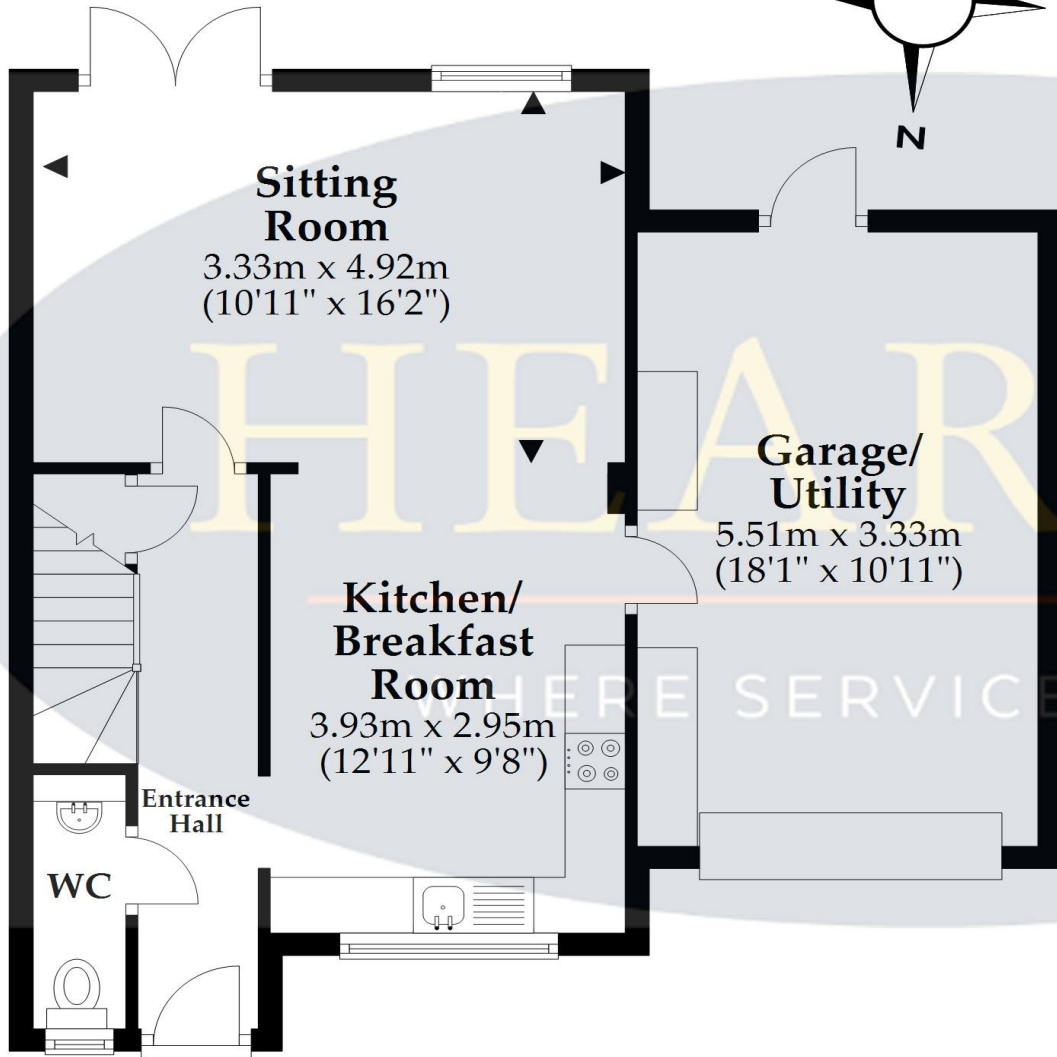 N
Sitting
Room
3.33m x 4.92m
(10'11" x 16'2")
HEAR
Garage/
Utility
5.51m x 3.33m
(18'1" x 10'11")
Kitchen/
Breakfast
Room
3.93m x 2.95m
(12'11" x 9'8")
WHERE SERVICE
Entrance
Hall
WC